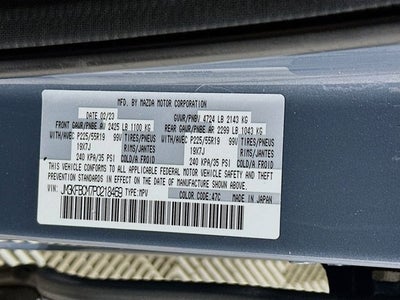 MFD. BY MAZDA MOTOR CORPORATION
DATE 02/23 GVWR/PNBV 4724 LB 2143 KG
FRONT GAWR/PNBE AV 2425 LB 1100 KG REAR GAWR/PNBE AR 2299 LB 1043 KG
WITH/AVEC P225/55R19 99V TIRES/PNEUS WITH/AVEC P225/55R19 99V TIRES/PNEUS
19X7J RIMS/JANTES 19X7J RIMS/JANTES
240 KPA/35 PSI COLD/A FROID 240 KPA/35 PSI COLD/A FROID
THIS VEHICLE CONFORMS TO ALL APPLICABLE FEDERAL MOTOR
VEHICLE SAFETY AND THEFT PREVENTION STANDARDS IN EFFECT
ON THE DATE OF MANUFACTURE SHOWN ABOVE.
VIN: JM3KFBCM7P0218459 TYPE:MPV COLOR CODE:47C